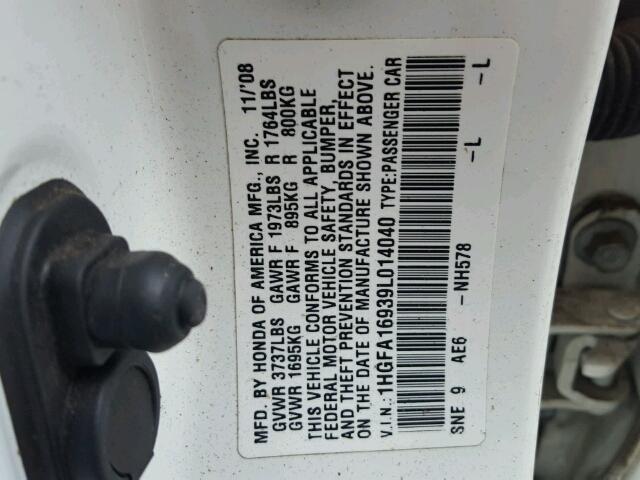 MFD. BY HONDA OF AMERICA MFG., INC. 11/'08
GVWR 3737LBS GAWR F 1973LBS R 1764LBS
GVWR 1695KG GAWR F 895KG R 800KG
THIS VEHICLE CONFORMS TO ALL APPLICABLE
FEDERAL MOTOR VEHICLE SAFETY, BUMPER,
AND THEFT PREVENTION STANDARDS IN EFFECT
ON THE DATE OF MANUFACTURE SHOWN ABOVE.
V.I.N.: 1HGFA16939L014040 TYPE:PASSENGER CAR
SNE 9 AE6 -NH578 -L -L